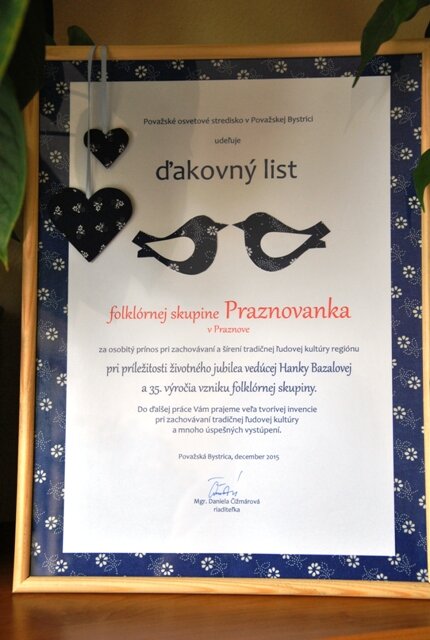 Považské osvetové stredisko v Považskej Bystrici
udeľuje
ďakovný list
folklórnej skupine Praznovanka
v Praznove
za osobitý prínos pri zachovávaní a šírení tradičnej ľudovej kultúry regiónu
pri príležitosti životného jubilea vedúcej Hanky Bazalovej
a 35. výročia vzniku folklórnej skupiny.
Do ďalšej práce Vám prajeme veľa tvorivej invencie
pri zachovávaní tradičnej ľudovej kultúry
a mnoho úspešných vystúpení.
Považská Bystrica, december 2015
Mgr. Daniela Čižmárová
riaditeľka